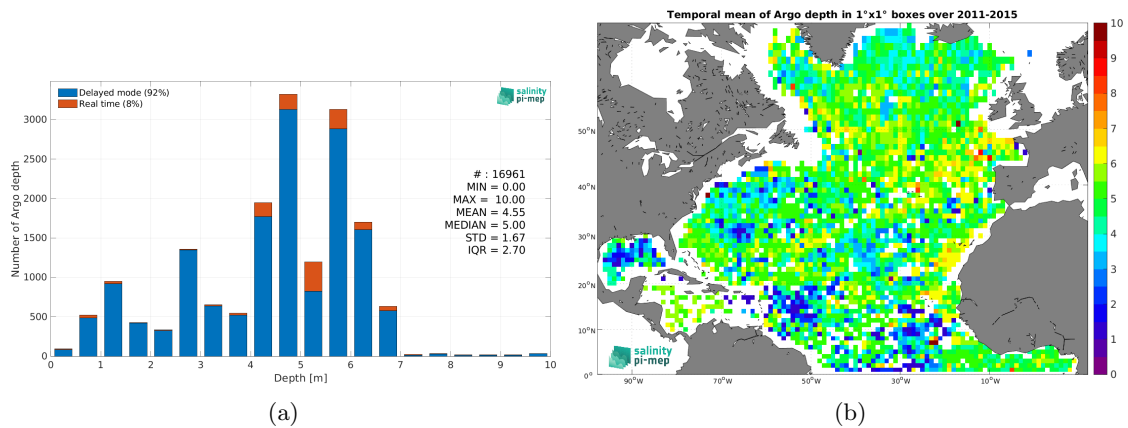 Delayed mode (92%)
Real time (8%)
salinity
pi-mep
Number of Argo depth
3000
2500
2000
1500
1000
500
0
# : 16961
MIN = 0.00
MAX = 10.00
MEAN = 4.55
MEDIAN = 5.00
STD = 1.67
IQR = 2.70
0 1 2 3 4 5 6 7 8 9 10
Depth [m]
(a)
Temporal mean of Argo depth in 1°x1° boxes over 2011-2015
50°N
40°N
30°N
20°N
10°N
0°
90°W 70°W 50°W 30°W 10°W
salinity
pi-mep
10
9
8
7
6
5
4
3
2
1
0
(b)